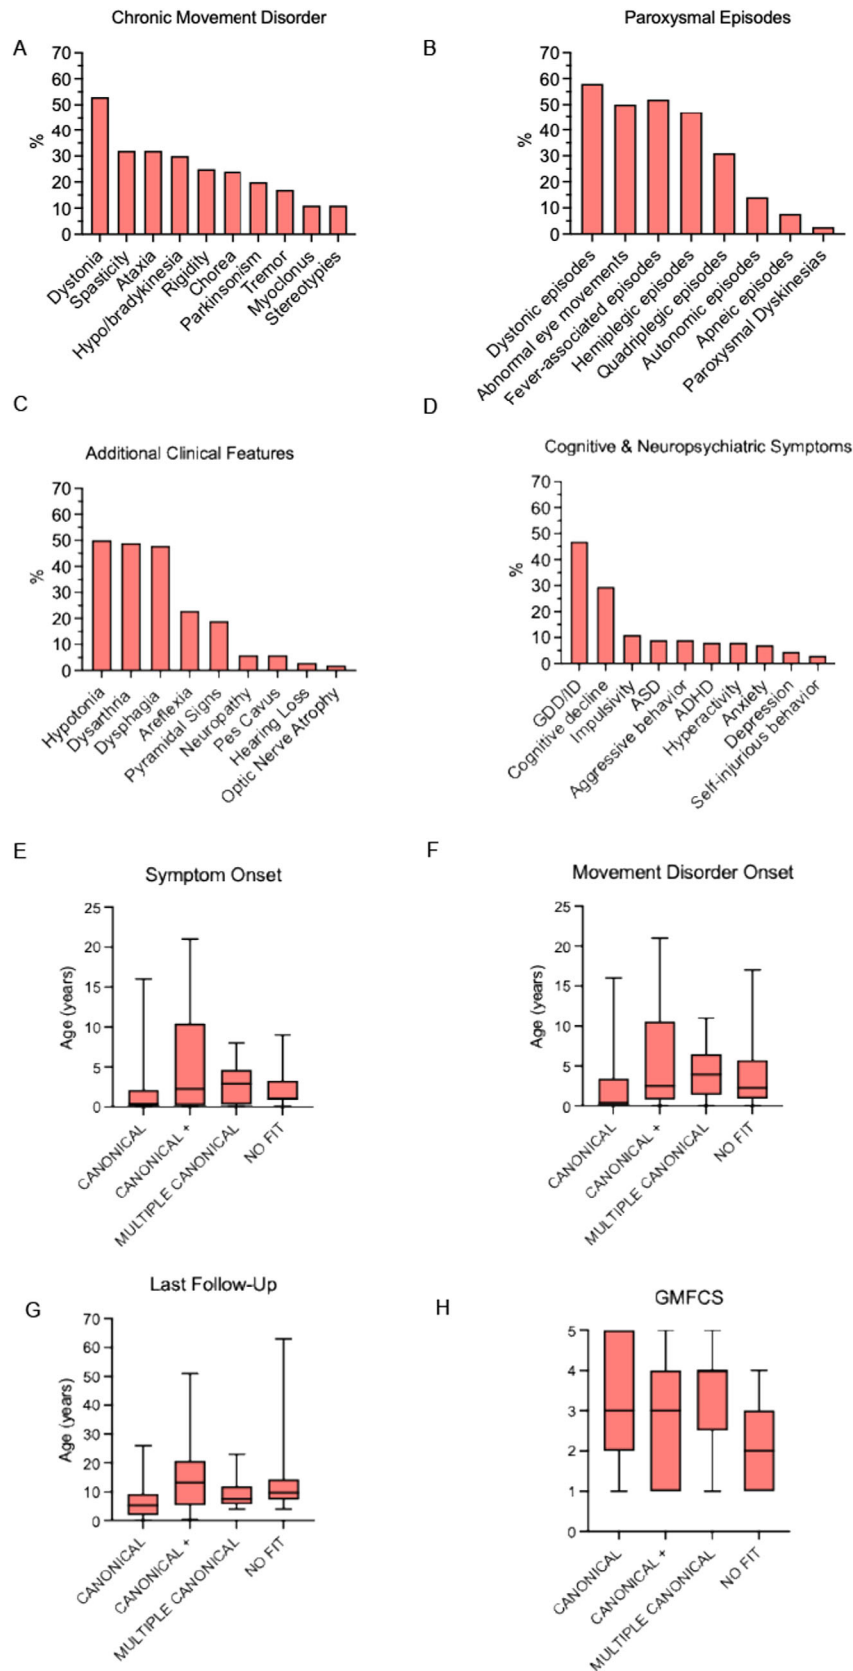 Chronic Movement Disorder
A
70
60
50
40
30
20
10
0
%
Dystonia
Spasticity
Ataxia
Hypo/bradykinesia
Rigidity
Chorea
Parkinsonism
Tremor
Myoclonus
Stereotypies
Paroxysmal Episodes
B
70
60
50
40
30
20
10
0
%
Dystonic episodes
Abnormal eye movements
Fever-associated episodes
Hemiplegic episodes
Quadriplegic episodes
Autonomic episodes
Apneic episodes
Paroxysmal Dyskinesias
C
Additional Clinical Features
70
60
50
40
30
20
10
0
%
Hypotonia
Dysarthria
Dysphagia
Areflexia
Pyramidal Signs
Neuropathy
Pes Cavus
Hearing Loss
Optic Nerve Atrophy
D
Cognitive & Neuropsychiatric Symptoms
70
60
50
40
30
20
10
0
%
GDD/ID
Cognitive decline
Impulsivity
ASD
Aggressive behavior
ADHD
Hyperactivity
Anxiety
Depression
Self-injurious behavior
E
Symptom Onset
25
20
15
10
5
0
Age (years)
CANONICAL
CANONICAL +
MULTIPLE CANONICAL
NO FIT
F
Movement Disorder Onset
25
20
15
10
5
0
Age (years)
CANONICAL
CANONICAL +
MULTIPLE CANONICAL
NO FIT
G
Last Follow-Up
70
60
50
40
30
20
10
0
Age (years)
CANONICAL
CANONICAL +
MULTIPLE CANONICAL
NO FIT
H
GMFCS
5
4
3
2
1
0
CANONICAL
CANONICAL +
MULTIPLE CANONICAL
NO FIT